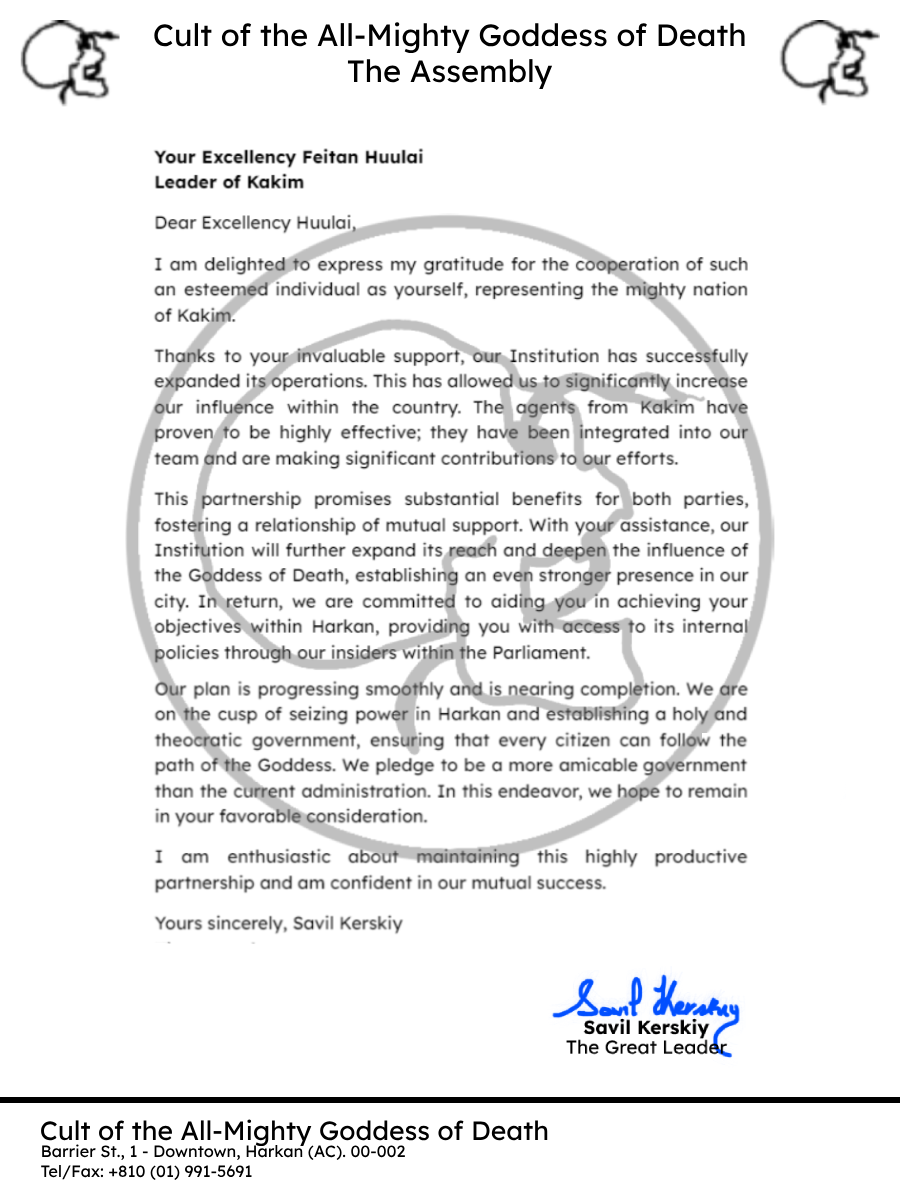 Cult of the All-Mighty Goddess of Death
The Assembly
Your Excellency Feitan Huulai
Leader of Kakim
Dear Excellency Huulai,
I am delighted to express my gratitude for the cooperation of such
an esteemed individual as yourself, representing the mighty nation
of Kakim.
Thanks to your invaluable support, our Institution has successfully
expanded its operations. This has allowed us to significantly increase
our influence within the country. The agents from Kakim have
proven to be highly effective; they have been integrated into our
team and are making significant contributions to our efforts.
This partnership promises substantial benefits for both parties,
fostering a relationship of mutual support. With your assistance, our
Institution will further expand its reach and deepen the influence of
the Goddess of Death, establishing an even stronger presence in our
city. In return, we are committed to aiding you in achieving your
objectives within Harkan, providing you with access to its internal
policies through our insiders within the Parliament.
Our plan is progressing smoothly and is nearing completion. We are
on the cusp of seizing power in Harkan and establishing a holy and
theocratic government, ensuring that every citizen can follow the
path of the Goddess. We pledge to be a more amicable government
than the current administration. In this endeavor, we hope to remain
in your favorable consideration.
I am enthusiastic about maintaining this highly productive
partnership and am confident in our mutual success.
Yours sincerely, Savil Kerskiy
Savil Kerskiy
Savil Kerskiy
The Great Leader
Cult of the All-Mighty Goddess of Death
Barrier St., 1 - Downtown, Harkan (AC). 00-002
Tel/Fax: +810 (01) 991-5691